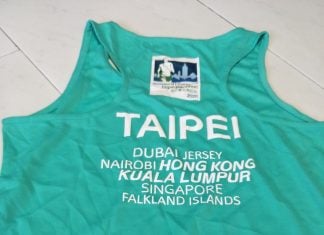 TAIPEI
DUBAI JERSEY
NAIROBI HONG KONG
KUALA LUMPUR
SINGAPORE
FALKLAND ISLANDS